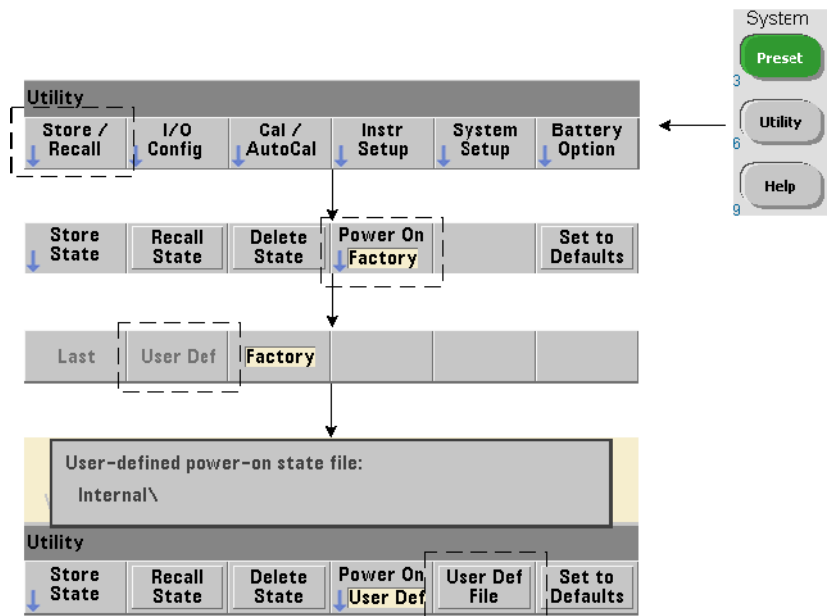 System
Preset
3
Utility
6
Help
9
Utility
Store / Recall
I/O Config
Cal / AutoCal
Instr Setup
System Setup
Battery Option
Store State
Recall State
Delete State
Power On Factory
Set to Defaults
Last
User Def
Factory
User-defined power-on state file:
Internal\
Utility
Store State
Recall State
Delete State
Power On User Def
User Def File
Set to Defaults